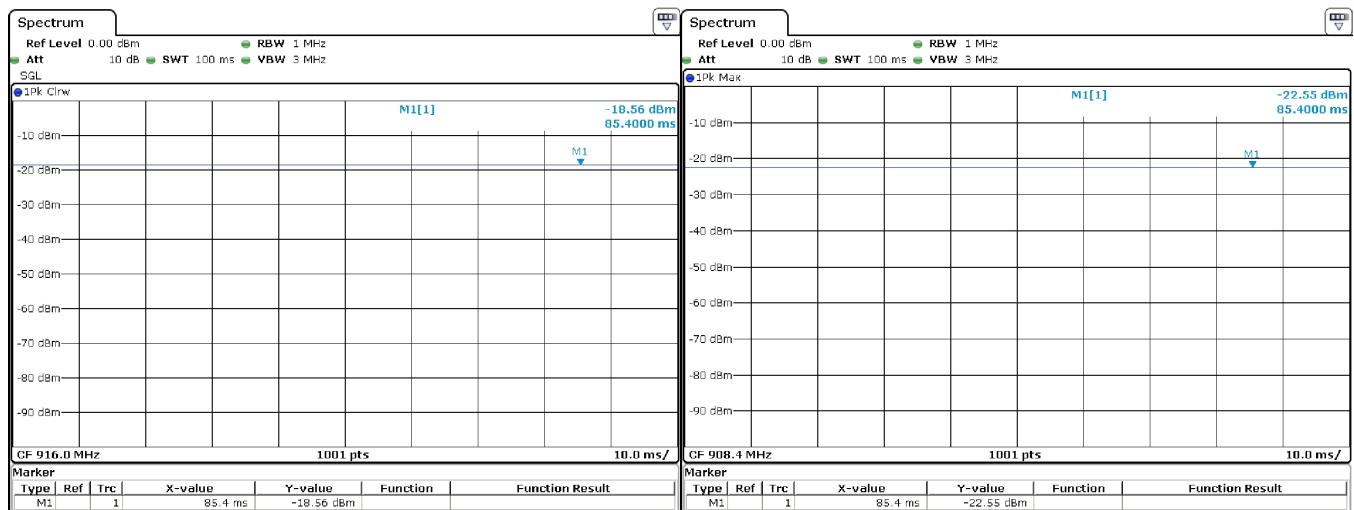 Spectrum
Ref Level 0.00 dBm RBW 1 MHz
Att 10 dB SWT 100 ms VBW 3 MHz
SGL
1Pk Clrw
M1[1] -18.56 dBm
85.4000 ms
M1
-10 dBm
-20 dBm
-30 dBm
-40 dBm
-50 dBm
-60 dBm
-70 dBm
-80 dBm
-90 dBm
CF 916.0 MHz 1001 pts 10.0 ms/
Marker
Type Ref Trc X-value Y-value Function Function Result
M1 1 85.4 ms -18.56 dBm
Spectrum
Ref Level 0.00 dBm RBW 1 MHz
Att 10 dB SWT 100 ms VBW 3 MHz
1Pk Max
M1[1] -22.55 dBm
85.4000 ms
-10 dBm
M1
-20 dBm
-30 dBm
-40 dBm
-50 dBm
-60 dBm
-70 dBm
-80 dBm
-90 dBm
CF 908.4 MHz 1001 pts 10.0 ms/
Marker
Type Ref Trc X-value Y-value Function Function Result
M1 1 85.4 ms -22.55 dBm